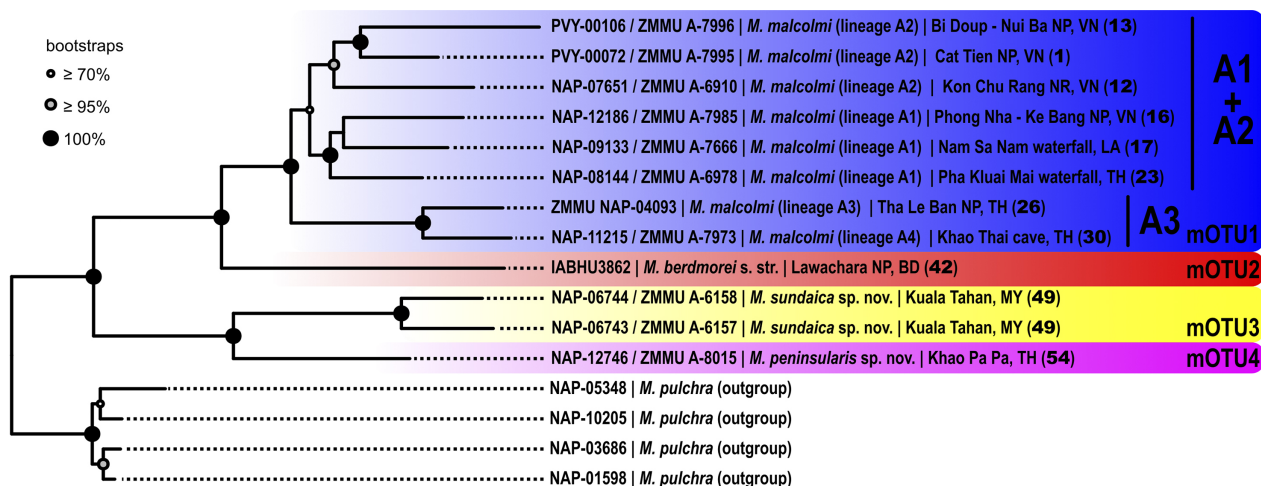 bootstraps
≥ 70%
≥ 95%
100%
PVY-00106 / ZMMU A-7996 | M. malcolmi (lineage A2) | Bi Doup - Nui Ba NP, VN (13)
PVY-00072 / ZMMU A-7995 | M. malcolmi (lineage A2) | Cat Tien NP, VN (1)
NAP-07651 / ZMMU A-6910 | M. malcolmi (lineage A2) | Kon Chu Rang NR, VN (12)
NAP-12186 / ZMMU A-7985 | M. malcolmi (lineage A1) | Phong Nha - Ke Bang NP, VN (16)
NAP-09133 / ZMMU A-7666 | M. malcolmi (lineage A1) | Nam Sa Nam waterfall, LA (17)
NAP-08144 / ZMMU A-6978 | M. malcolmi (lineage A1) | Pha Kluai Mai waterfall, TH (23)
A1
+
A2
ZMMU NAP-04093 | M. malcolmi (lineage A3) | Tha Le Ban NP, TH (26)
NAP-11215 / ZMMU A-7973 | M. malcolmi (lineage A4) | Khao Thai cave, TH (30)
A3
mOTU1
IABHU3862 | M. berdmorei s. str. | Lawachara NP, BD (42)
mOTU2
NAP-06744 / ZMMU A-6158 | M. sundaica sp. nov. | Kuala Tahan, MY (49)
NAP-06743 / ZMMU A-6157 | M. sundaica sp. nov. | Kuala Tahan, MY (49)
mOTU3
NAP-12746 / ZMMU A-8015 | M. peninsularis sp. nov. | Khao Pa Pa, TH (54)
mOTU4
NAP-05348 | M. pulchra (outgroup)
NAP-10205 | M. pulchra (outgroup)
NAP-03686 | M. pulchra (outgroup)
NAP-01598 | M. pulchra (outgroup)